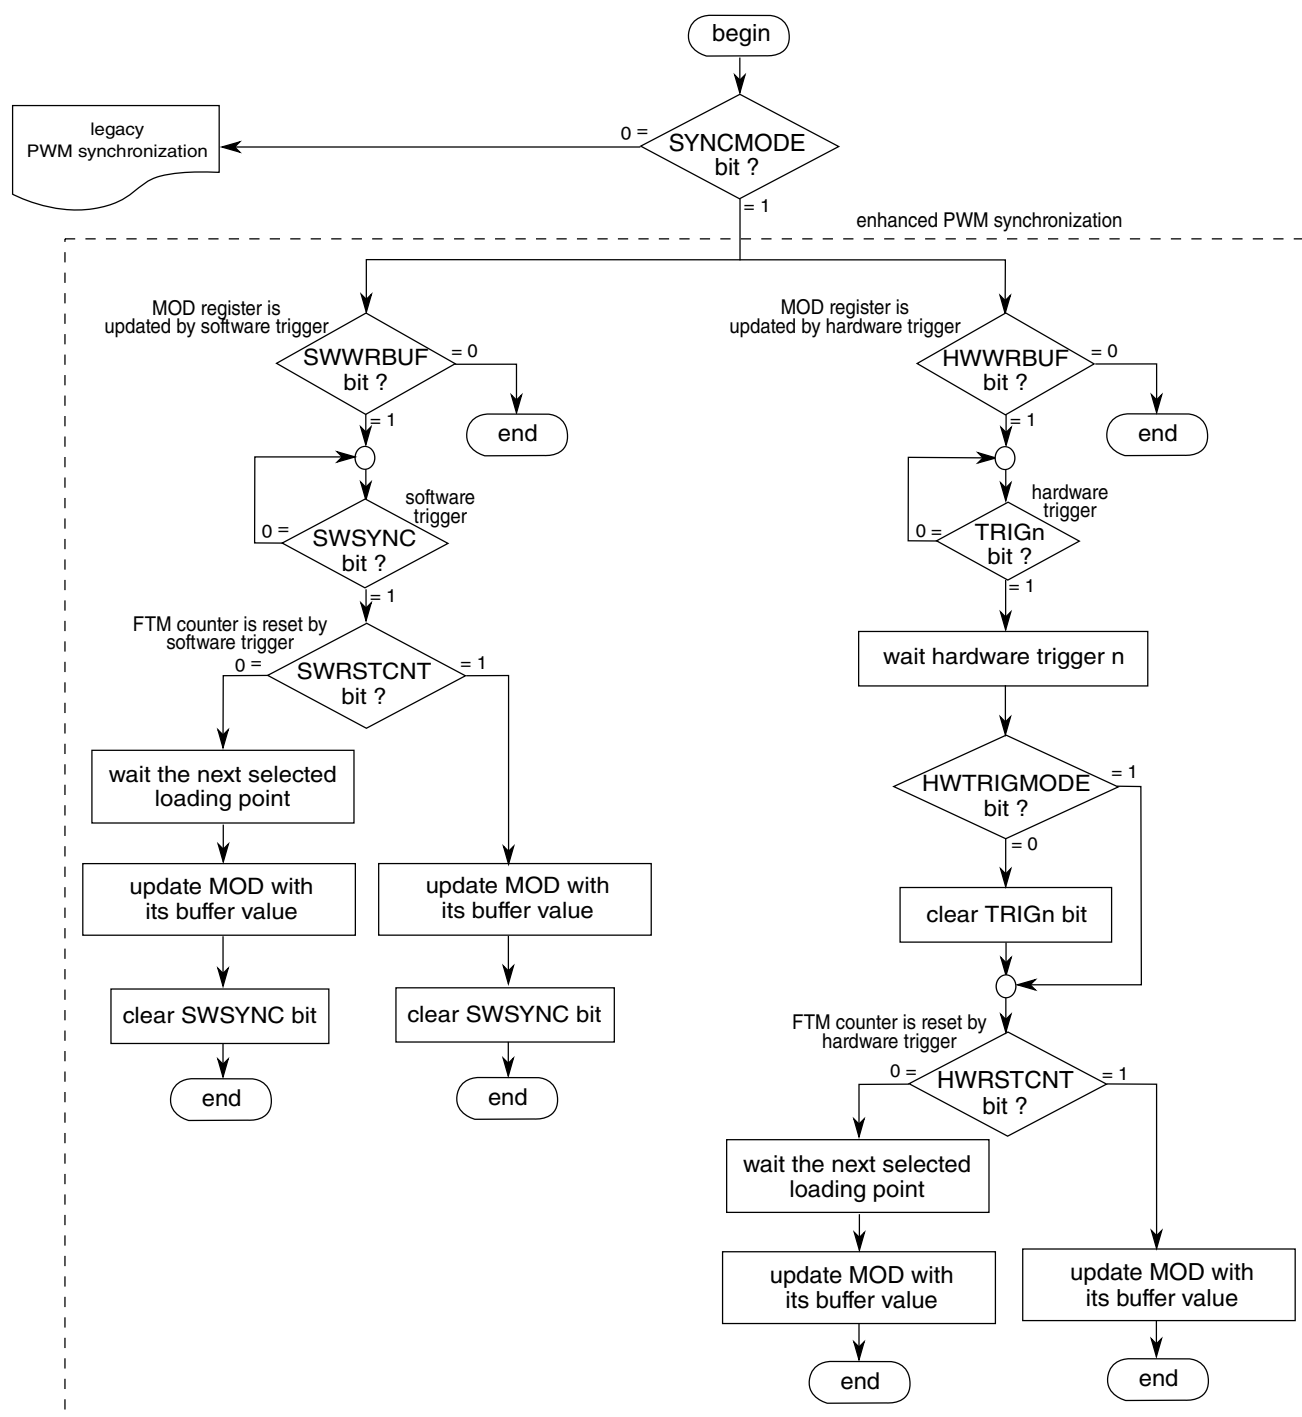 begin
SYNCMODE
bit ?
0 =
= 1
legacy
PWM synchronization
enhanced PWM synchronization
MOD register is
updated by software trigger
SWWRBUF
bit ?
= 0
= 1
end
software
trigger
SWSYNC
bit ?
0 =
= 1
FTM counter is reset by
software trigger
SWRSTCNT
bit ?
0 =
= 1
wait the next selected
loading point
update MOD with
its buffer value
clear SWSYNC bit
end
update MOD with
its buffer value
clear SWSYNC bit
end
MOD register is
updated by hardware trigger
HWWRBUF
bit ?
= 0
= 1
end
hardware
trigger
TRIGn
bit ?
0 =
= 1
wait hardware trigger n
HWTRIGMODE
bit ?
= 1
= 0
clear TRIGn bit
FTM counter is reset by
hardware trigger
HWRSTCNT
bit ?
0 =
= 1
wait the next selected
loading point
update MOD with
its buffer value
end
update MOD with
its buffer value
end